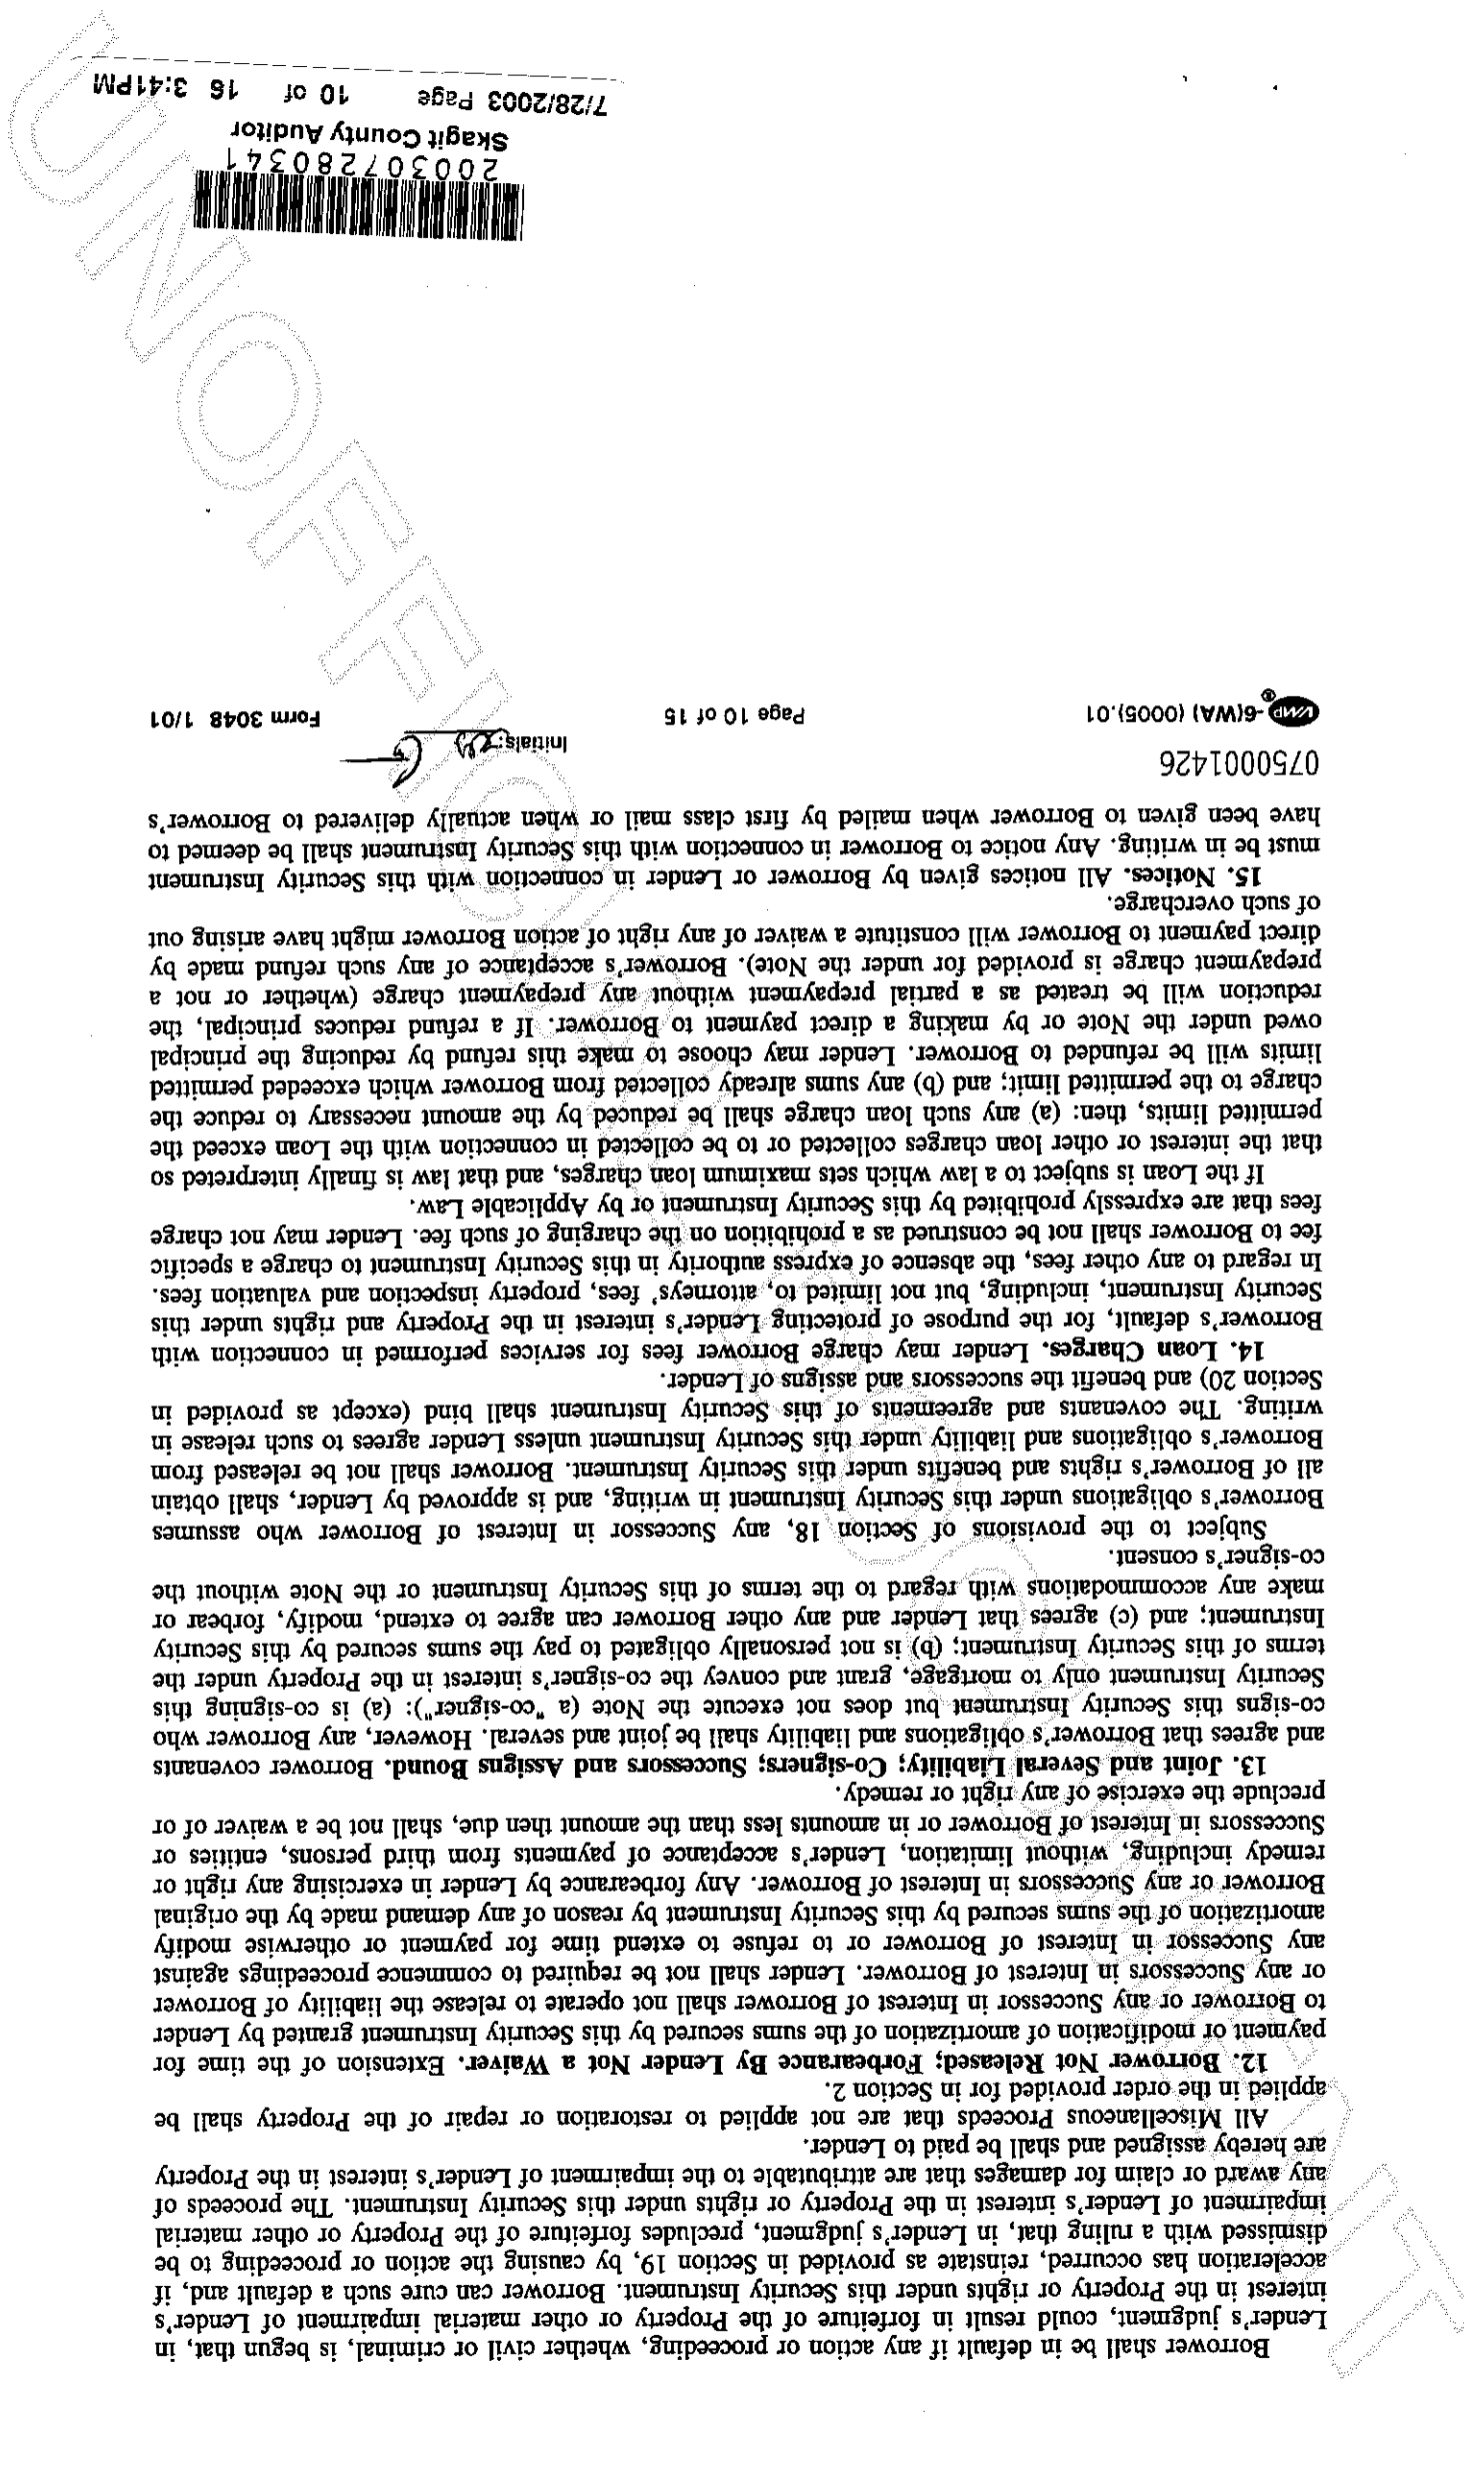 Borrower shall be in default if any action or proceeding, whether civil or criminal, is begun that, in
Lender's judgment, could result in forfeiture of the Property or other material impairment of Lender's
interest in the Property or rights under this Security Instrument. Borrower can cure such a default and, if
acceleration has occurred, reinstate as provided in Section 19, by causing the action or proceeding to be
dismissed with a ruling that, in Lender's judgment, precludes forfeiture of the Property or other material
impairment of Lender's interest in the Property or rights under this Security Instrument. The proceeds of
any award or claim for damages that are attributable to the impairment of Lender's interest in the Property
are hereby assigned and shall be paid to Lender.
All Miscellaneous Proceeds that are not applied to restoration or repair of the Property shall be
applied in the order provided for in Section 2.
12. Borrower Not Released; Forbearance By Lender Not a Waiver. Extension of the time for
payment or modification of amortization of the sums secured by this Security Instrument granted by Lender
to Borrower or any Successor in Interest of Borrower shall not operate to release the liability of Borrower
or any Successors in Interest of Borrower. Lender shall not be required to commence proceedings against
any Successor in Interest of Borrower or to refuse to extend time for payment or otherwise modify
amortization of the sums secured by this Security Instrument by reason of any demand made by the original
Borrower or any Successors in Interest of Borrower. Any forbearance by Lender in exercising any right or
remedy including, without limitation, Lender's acceptance of payments from third persons, entities or
Successors in Interest of Borrower or in amounts less than the amount then due, shall not be a waiver of or
preclude the exercise of any right or remedy.
13. Joint and Several Liability; Co-signers; Successors and Assigns Bound. Borrower covenants
and agrees that Borrower's obligations and liability shall be joint and several. However, any Borrower who
co-signs this Security Instrument but does not execute the Note (a "co-signer"): (a) is co-signing this
Security Instrument only to mortgage, grant and convey the co-signer's interest in the Property under the
terms of this Security Instrument; (b) is not personally obligated to pay the sums secured by this Security
Instrument; and (c) agrees that Lender and any other Borrower can agree to extend, modify, forbear or
make any accommodations with regard to the terms of this Security Instrument or the Note without the
co-signer's consent.
Subject to the provisions of Section 18, any Successor in Interest of Borrower who assumes
Borrower's obligations under this Security Instrument in writing, and is approved by Lender, shall obtain
all of Borrower's rights and benefits under this Security Instrument. Borrower shall not be released from
Borrower's obligations and liability under this Security Instrument unless Lender agrees to such release in
writing. The covenants and agreements of this Security Instrument shall bind (except as provided in
Section 20) and benefit the successors and assigns of Lender.
14. Loan Charges. Lender may charge Borrower fees for services performed in connection with
Borrower's default, for the purpose of protecting Lender's interest in the Property and rights under this
Security Instrument, including, but not limited to, attorneys' fees, property inspection and valuation fees.
In regard to any other fees, the absence of express authority in this Security Instrument to charge a specific
fee to Borrower shall not be construed as a prohibition on the charging of such fee. Lender may not charge
fees that are expressly prohibited by this Security Instrument or by Applicable Law.
If the Loan is subject to a law which sets maximum loan charges, and that law is finally interpreted so
that the interest or other loan charges collected or to be collected in connection with the Loan exceed the
permitted limits, then: (a) any such loan charge shall be reduced by the amount necessary to reduce the
charge to the permitted limit; and (b) any sums already collected from Borrower which exceeded permitted
limits will be refunded to Borrower. Lender may choose to make this refund by reducing the principal
owed under the Note or by making a direct payment to Borrower. If a refund reduces principal, the
reduction will be treated as a partial prepayment without any prepayment charge (whether or not a
prepayment charge is provided for under the Note). Borrower's acceptance of any such refund made by
direct payment to Borrower will constitute a waiver of any right of action Borrower might have arising out
of such overcharge.
15. Notices. All notices given by Borrower or Lender in connection with this Security Instrument
must be in writing. Any notice to Borrower in connection with this Security Instrument shall be deemed to
have been given to Borrower when mailed by first class mail or when actually delivered to Borrower's
0750001426
Initials:
VMP®-6(WA) (0005).01 Page 10 of 15 Form 3048 1/01
200307280341
Skagit County Auditor
7/28/2003 Page 10 of 16 3:41PM
UNOFFICIAL DOCUMENT